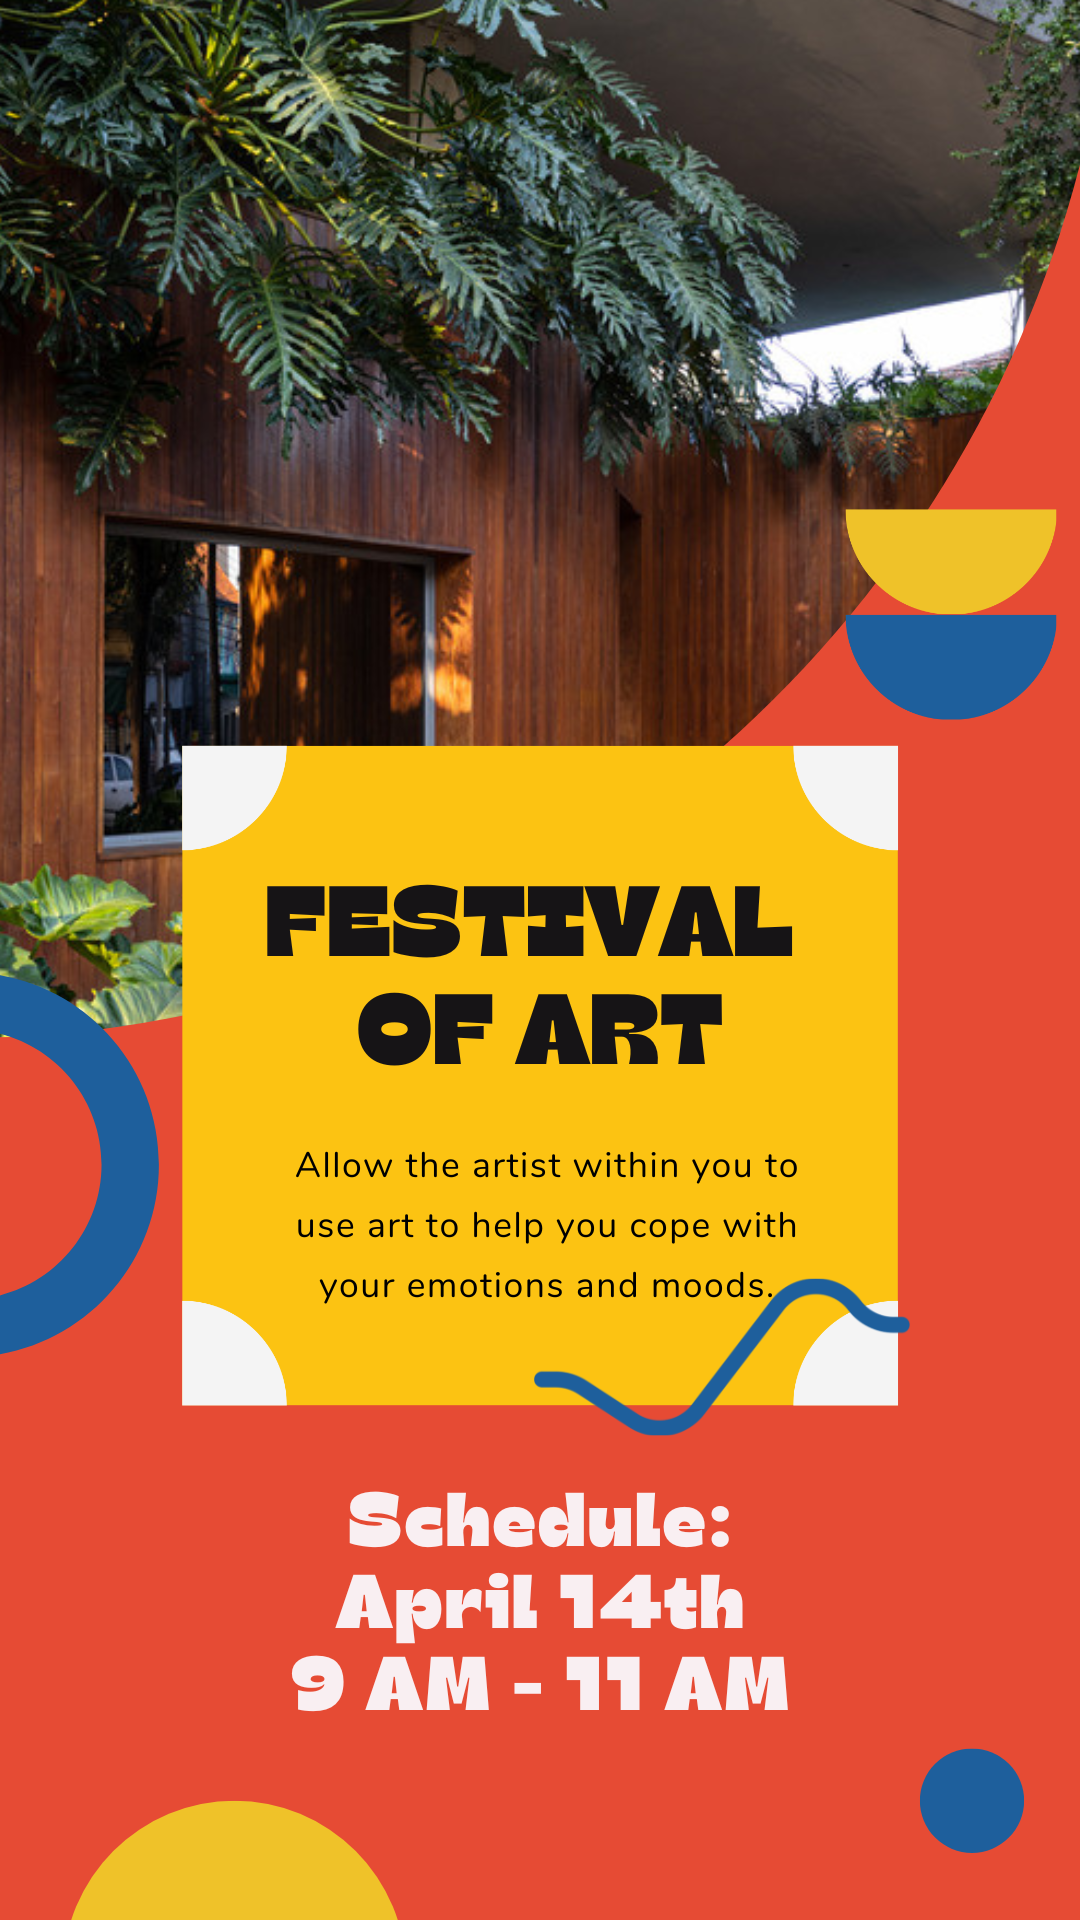 FESTIVAL
OF ART
Allow the artist within you to
use art to help you cope with
your emotions and moods.
Schedule:
April 14th
9 AM - 11 AM